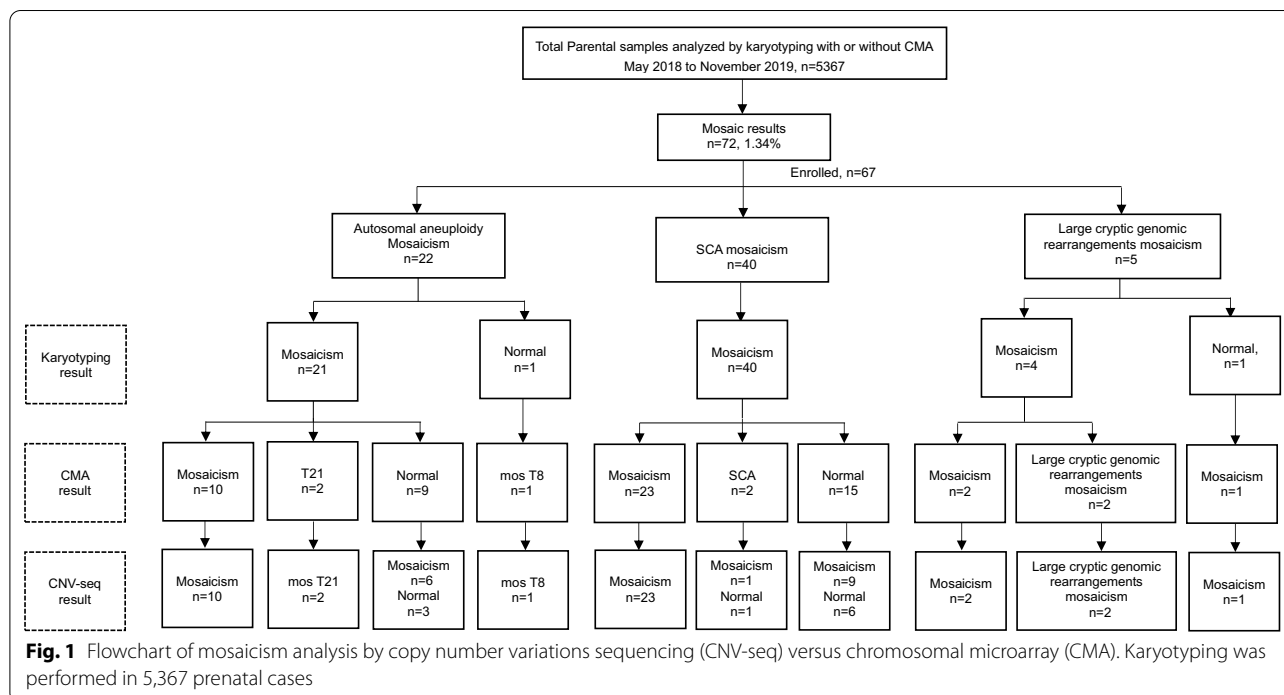 Total Parental samples analyzed by karyotyping with or without CMA
May 2018 to November 2019, n=5367
Mosaic results
n=72, 1.34%
Enrolled, n=67
Autosomal aneuploidy
Mosaicism
n=22
SCA mosaicism
n=40
Large cryptic genomic
rearrangements mosaicism
n=5
Karyotyping
result
Mosaicism
n=21
Normal
n=1
Mosaicism
n=40
Mosaicism
n=4
Normal,
n=1
CMA
result
Mosaicism
n=10
T21
n=2
Normal
n=9
mos T8
n=1
Mosaicism
n=23
SCA
n=2
Normal
n=15
Mosaicism
n=2
Large cryptic genomic
rearrangements
mosaicism
n=2
Mosaicism
n=1
CNV-seq
result
Mosaicism
n=10
mos T21
n=2
Mosaicism
n=6
Normal
n=3
mos T8
n=1
Mosaicism
n=23
Mosaicism
n=1
Normal
n=1
Mosaicism
n=9
Normal
n=6
Mosaicism
n=2
Large cryptic genomic
rearrangements
mosaicism
n=2
Mosaicism
n=1
Fig. 1 Flowchart of mosaicism analysis by copy number variations sequencing (CNV-seq) versus chromosomal microarray (CMA). Karyotyping was
performed in 5,367 prenatal cases